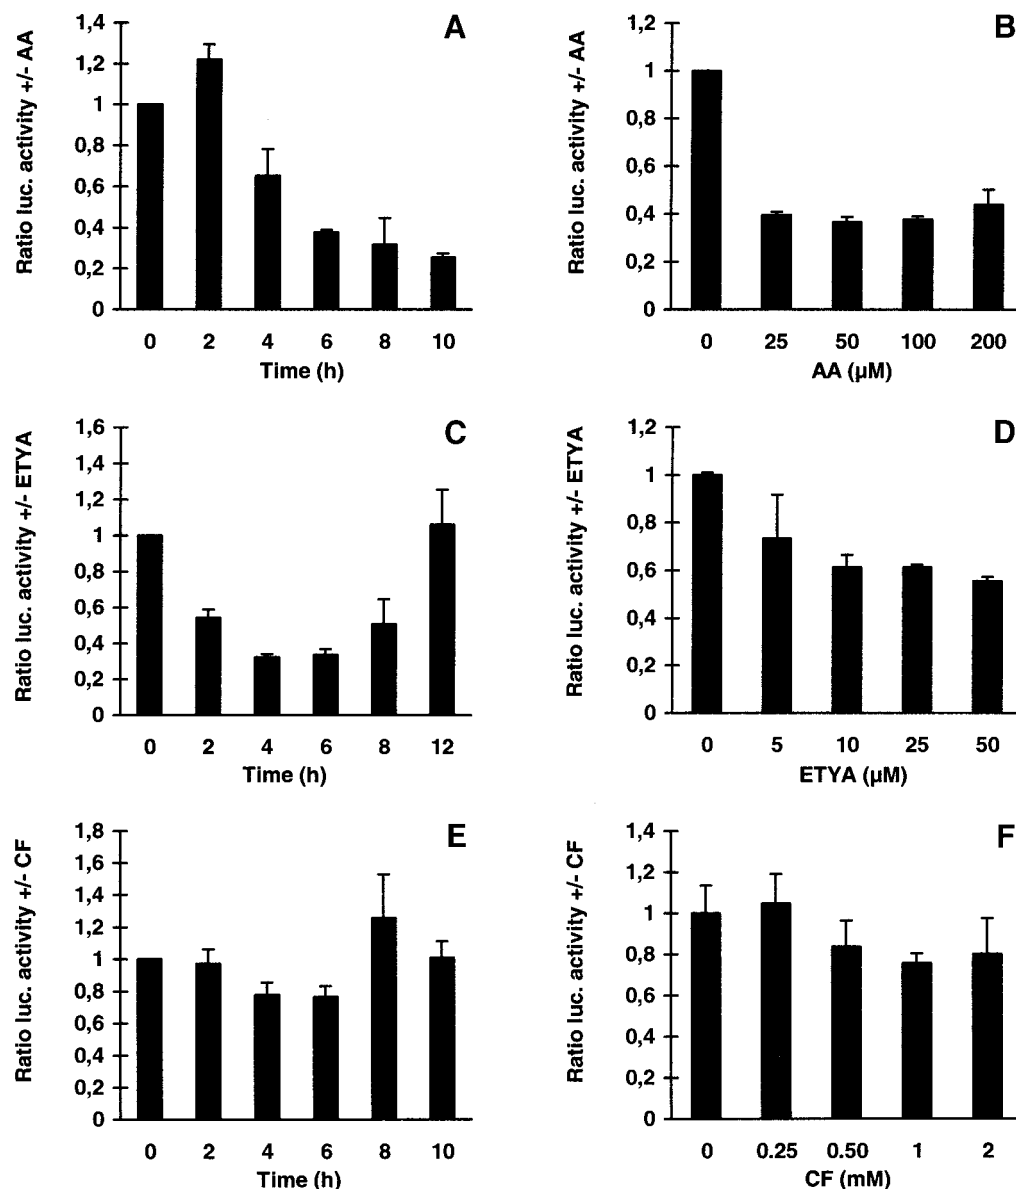 A
Ratio luc. activity +/- AA
1,4
1,2
1
0,8
0,6
0,4
0,2
0
0 2 4 6 8 10
Time (h)
B
Ratio luc. activity +/- AA
1,2
1
0,8
0,6
0,4
0,2
0
0 25 50 100 200
AA (µM)
C
Ratio luc. activity +/- ETYA
1,6
1,4
1,2
1
0,8
0,6
0,4
0,2
0
0 2 4 6 8 12
Time (h)
D
Ratio luc. activity +/- ETYA
1,2
1
0,8
0,6
0,4
0,2
0
0 5 10 25 50
ETYA (µM)
E
Ratio luc. activity +/- CF
1,8
1,6
1,4
1,2
1
0,8
0,6
0,4
0,2
0
0 2 4 6 8 10
Time (h)
F
Ratio luc. activity +/- CF
1,4
1,2
1
0,8
0,6
0,4
0,2
0
0 0.25 0.50 1 2
CF (mM)